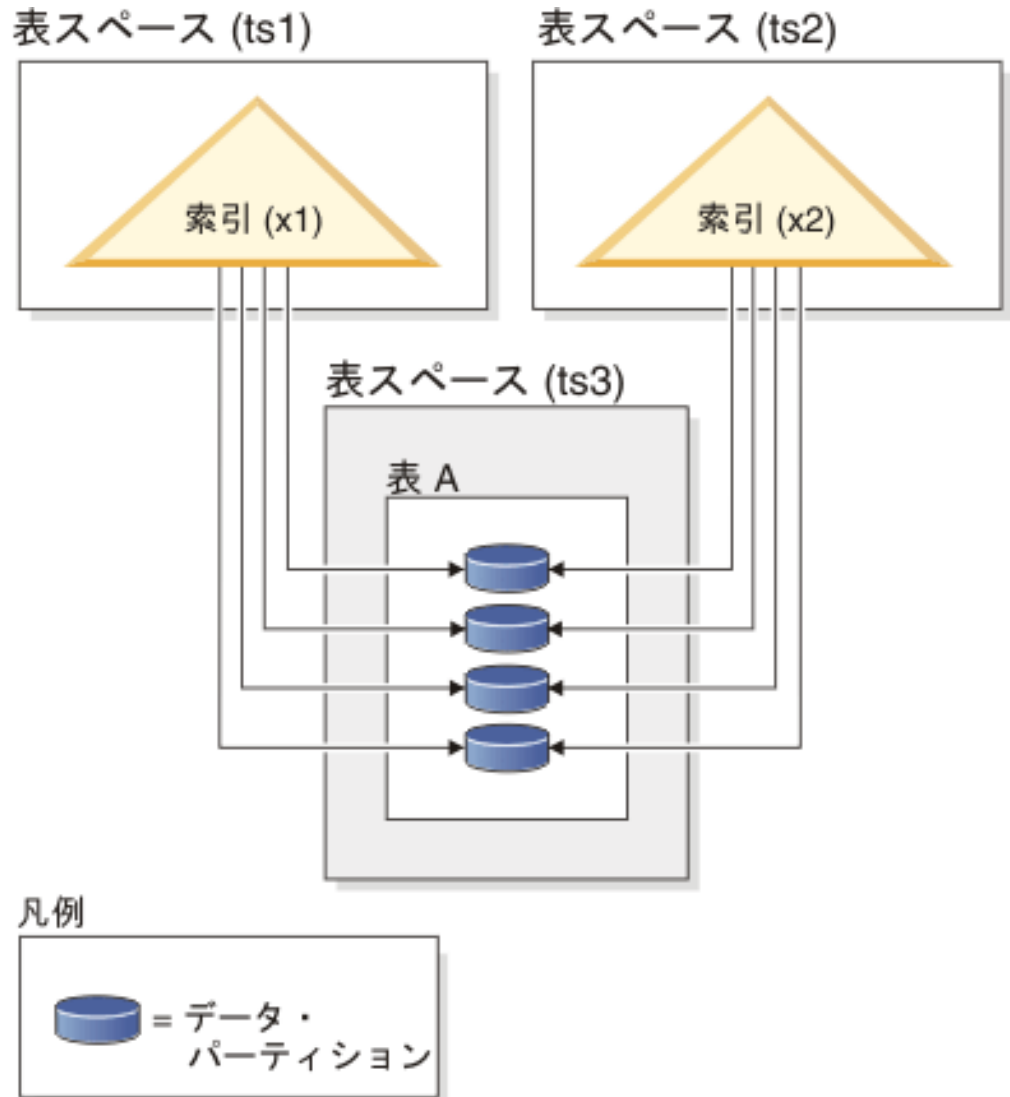 表スペース (ts1)
表スペース (ts2)
索引 (x1)
索引 (x2)
表スペース (ts3)
表 A
凡例
= データ・
パーティション